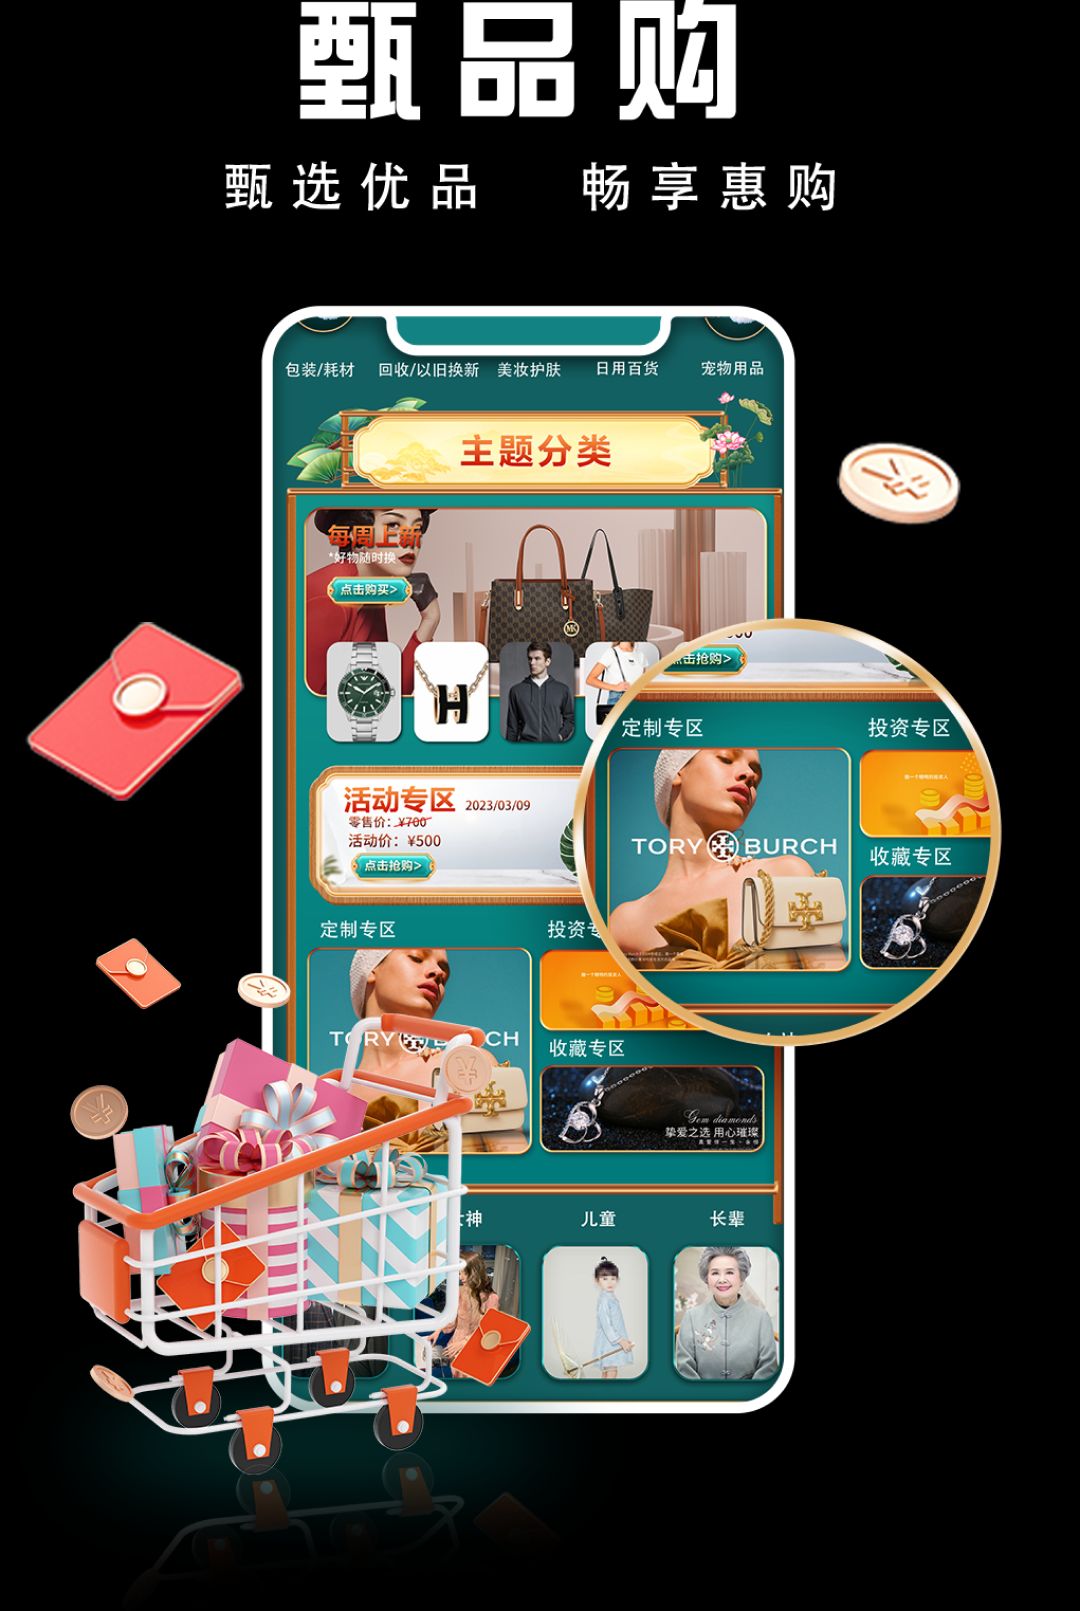 甄品购
甄选优品 畅享惠购
包装/耗材 回收/以旧换新 美妆护肤 日用百货 宠物用品
主题分类
每周上新
*好物随时换
点击购买>
MK
H
点击抢购>
定制专区 投资专区
TORY BURCH
收藏专区
活动专区 2023/03/09
零售价: ¥700
活动价: ¥500
点击抢购>
定制专区 投资专
TORY BURCH
收藏专区
Gem diamonds
挚爱之选 用心璀璨
女神 儿童 长辈